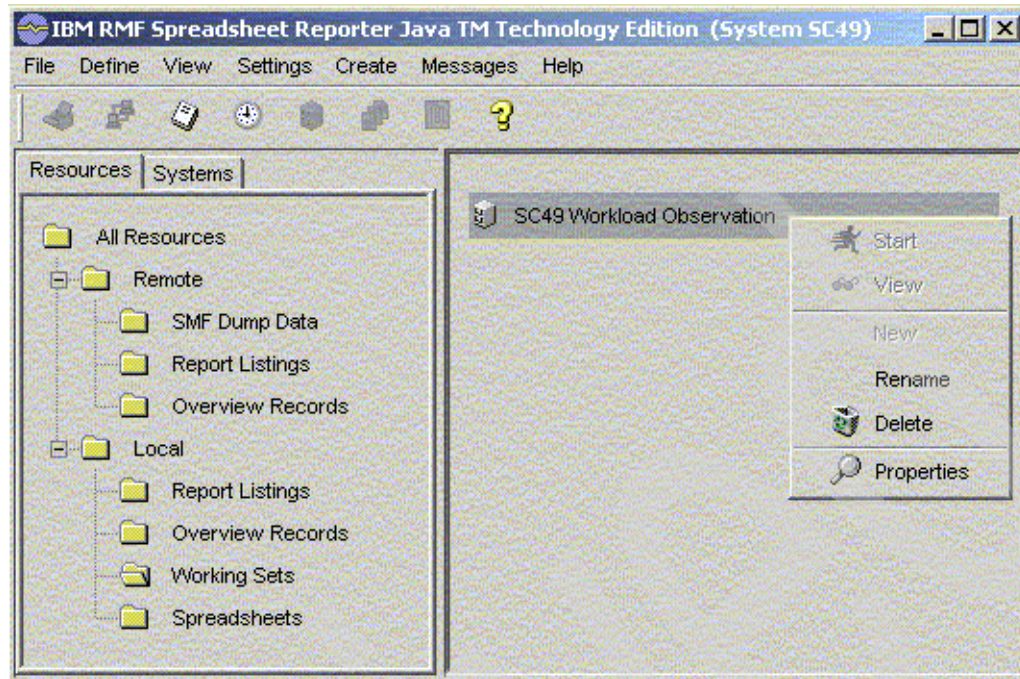 IBM RMF Spreadsheet Reporter Java TM Technology Edition (System SC49)
File Define View Settings Create Messages Help
Resources Systems
All Resources
Remote
SMF Dump Data
Report Listings
Overview Records
Local
Report Listings
Overview Records
Working Sets
Spreadsheets
SC49 Workload Observation
Start
View
New
Rename
Delete
Properties